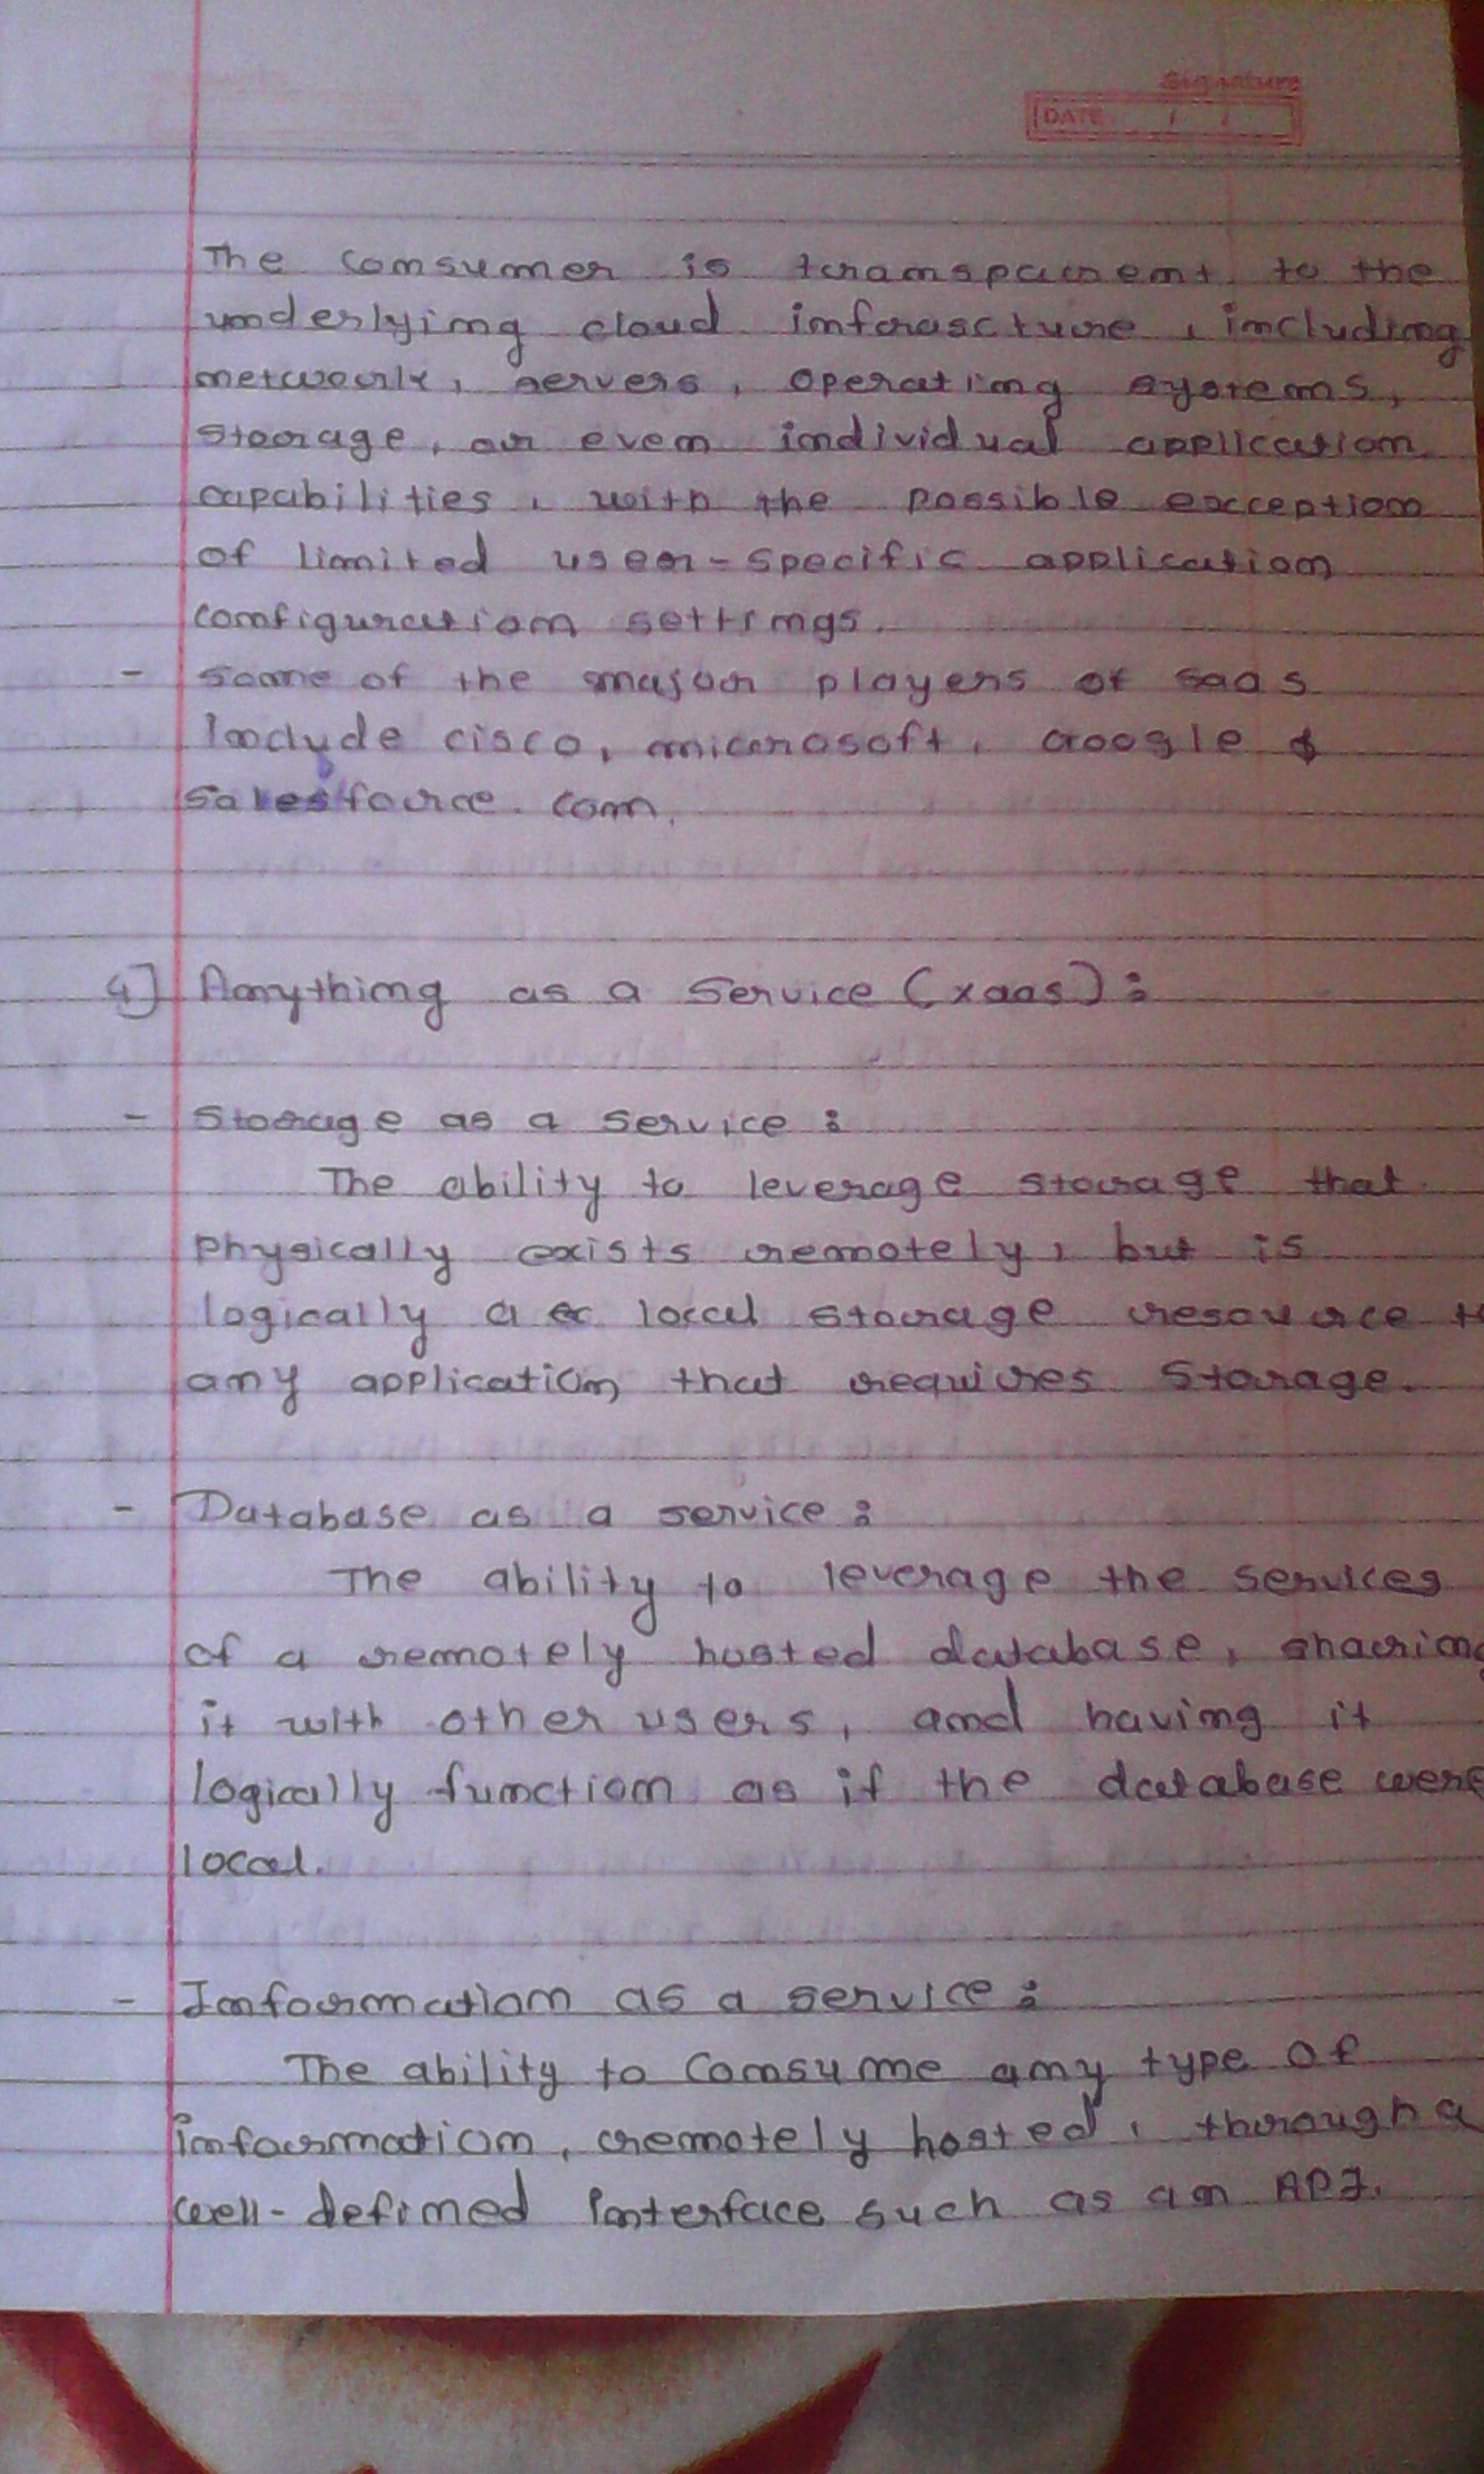 Signature
DATE / /
The consumer is transparent to the
underlying cloud infrascture, including
network, servers, operating systems,
storage, or even individual application
capabilities, with the possible exception
of limited user-specific application
configuration settings.
- some of the major players of saas
Include cisco, microsoft, Google &
Salesforce.com.
4] Anything as a Service (xaas):
- Storage as a service:
The ability to leverage storage that
physically exists remotely, but is
logically a local storage resource
any application that requires storage.
- Database as a service:
The ability to leverage the services
of a remotely hosted database, sharing
it with other users, and having it
logically function as if the database were
local.
- Information as a service:
The ability to consume any type of
information, remotely hosted, through a
well-defined interface such as an API.